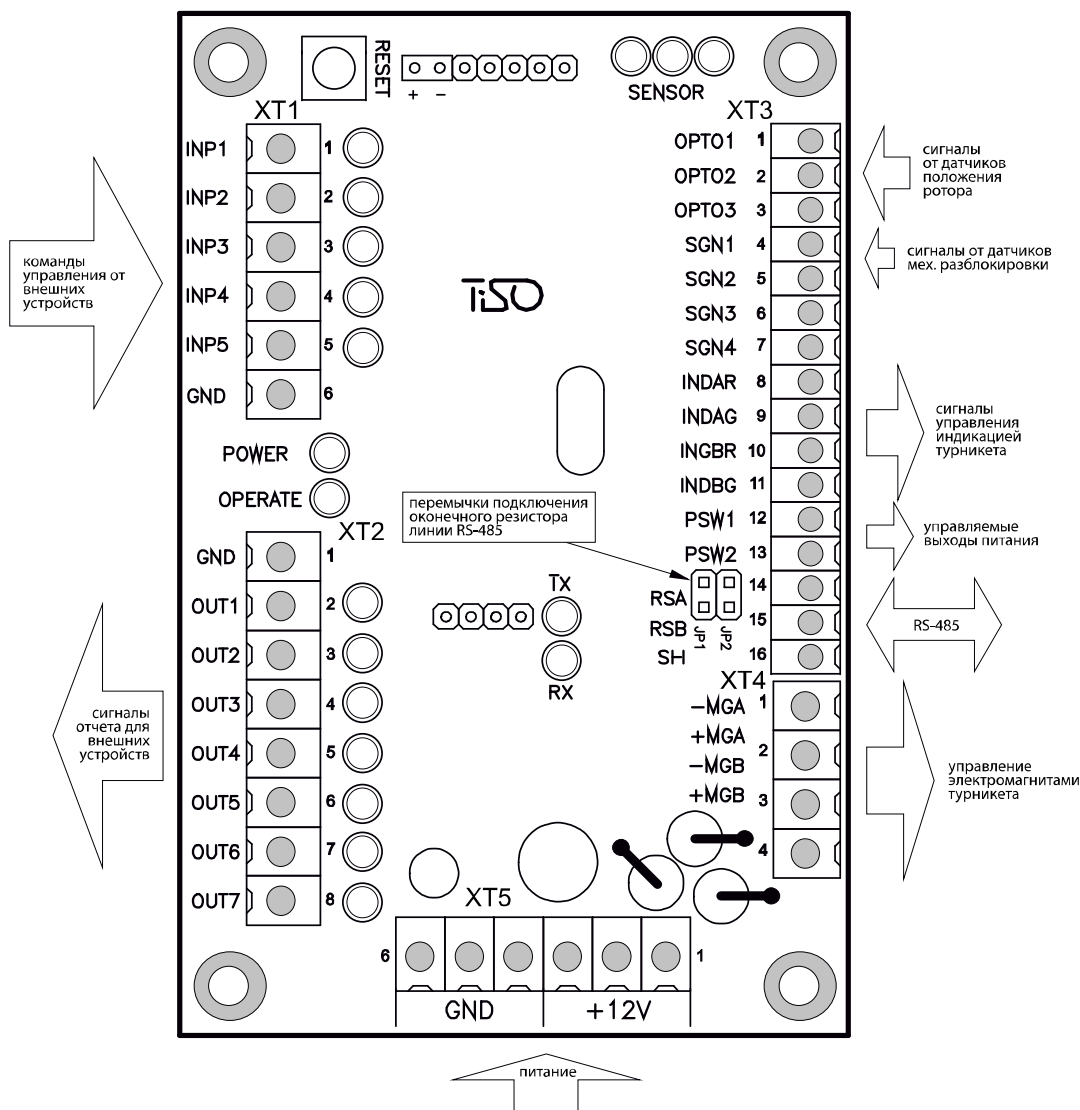 RESET
+ −
SENSOR
XT1
INP1 1
INP2 2
INP3 3
INP4 4
INP5 5
GND 6
команды
управления от
внешних
устройств
TiSO
POWER
OPERATE
XT2
GND 1
OUT1 2
OUT2 3
OUT3 4
OUT4 5
OUT5 6
OUT6 7
OUT7 8
сигналы
отчета для
внешних
устройств
перемычки подключения
оконечного резистора
линии RS-485
TX
RX
XT3
OPTO1 1
OPTO2 2
OPTO3 3
SGN1 4
SGN2 5
SGN3 6
SGN4 7
INDAR 8
INDAG 9
INGBR 10
INDBG 11
PSW1 12
PSW2 13
RSA 14
RSB 15
SH 16
JP1
JP2
сигналы
от датчиков
положения
ротора
сигналы от датчиков
мех. разблокировки
сигналы
управления
индикацией
турникета
управляемые
выходы питания
RS-485
XT4
−MGA 1
+MGA 2
−MGB 3
+MGB 4
управление
электромагнитами
турникета
XT5
6 1
GND +12V
питание